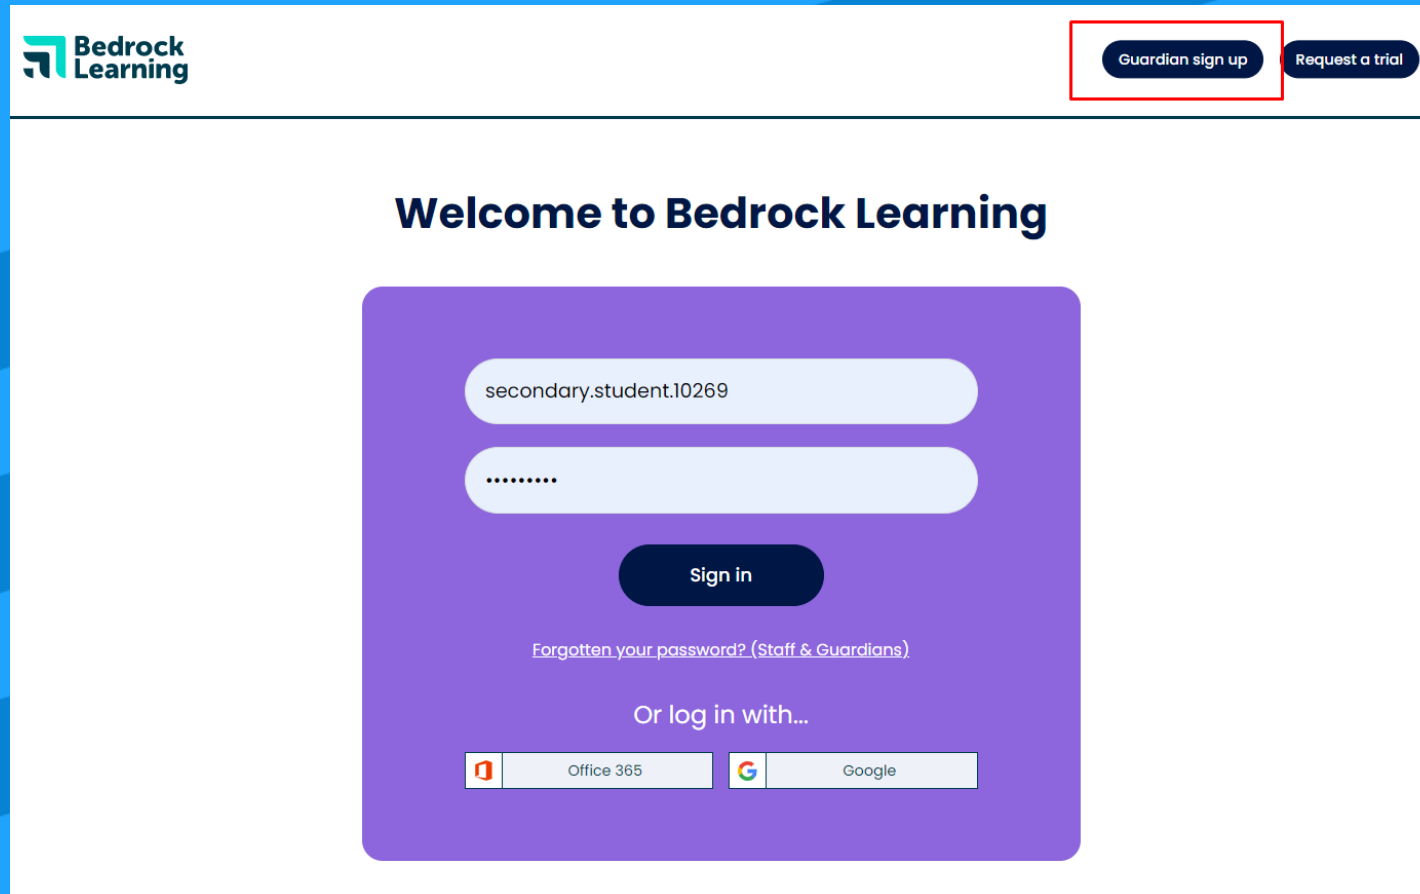 Bedrock
Learning
Guardian sign up
Request a trial
Welcome to Bedrock Learning
secondary.student.10269
•••••••••
Sign in
Forgotten your password? (Staff & Guardians)
Or log in with...
Office 365
Google